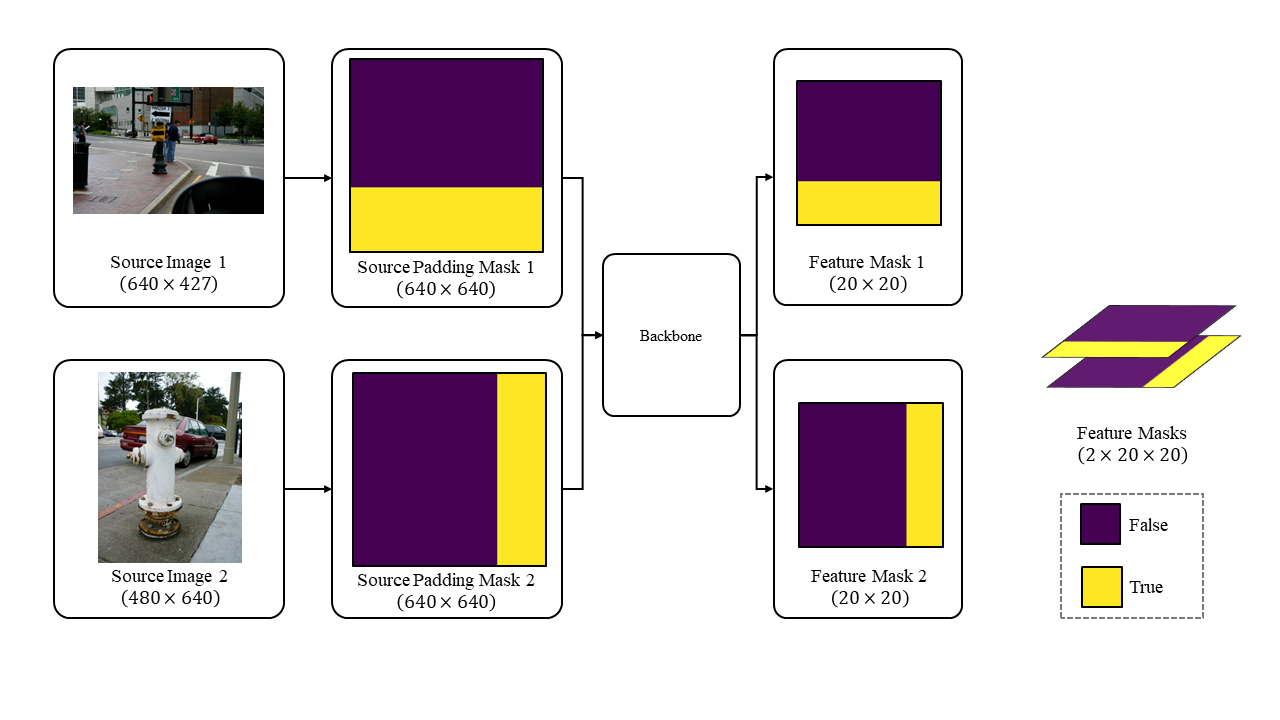 Source Image 1
(640 × 427)
Source Padding Mask 1
(640 × 640)
Feature Mask 1
(20 × 20)
Backbone
Source Image 2
(480 × 640)
Source Padding Mask 2
(640 × 640)
Feature Mask 2
(20 × 20)
Feature Masks
(2 × 20 × 20)
False
True